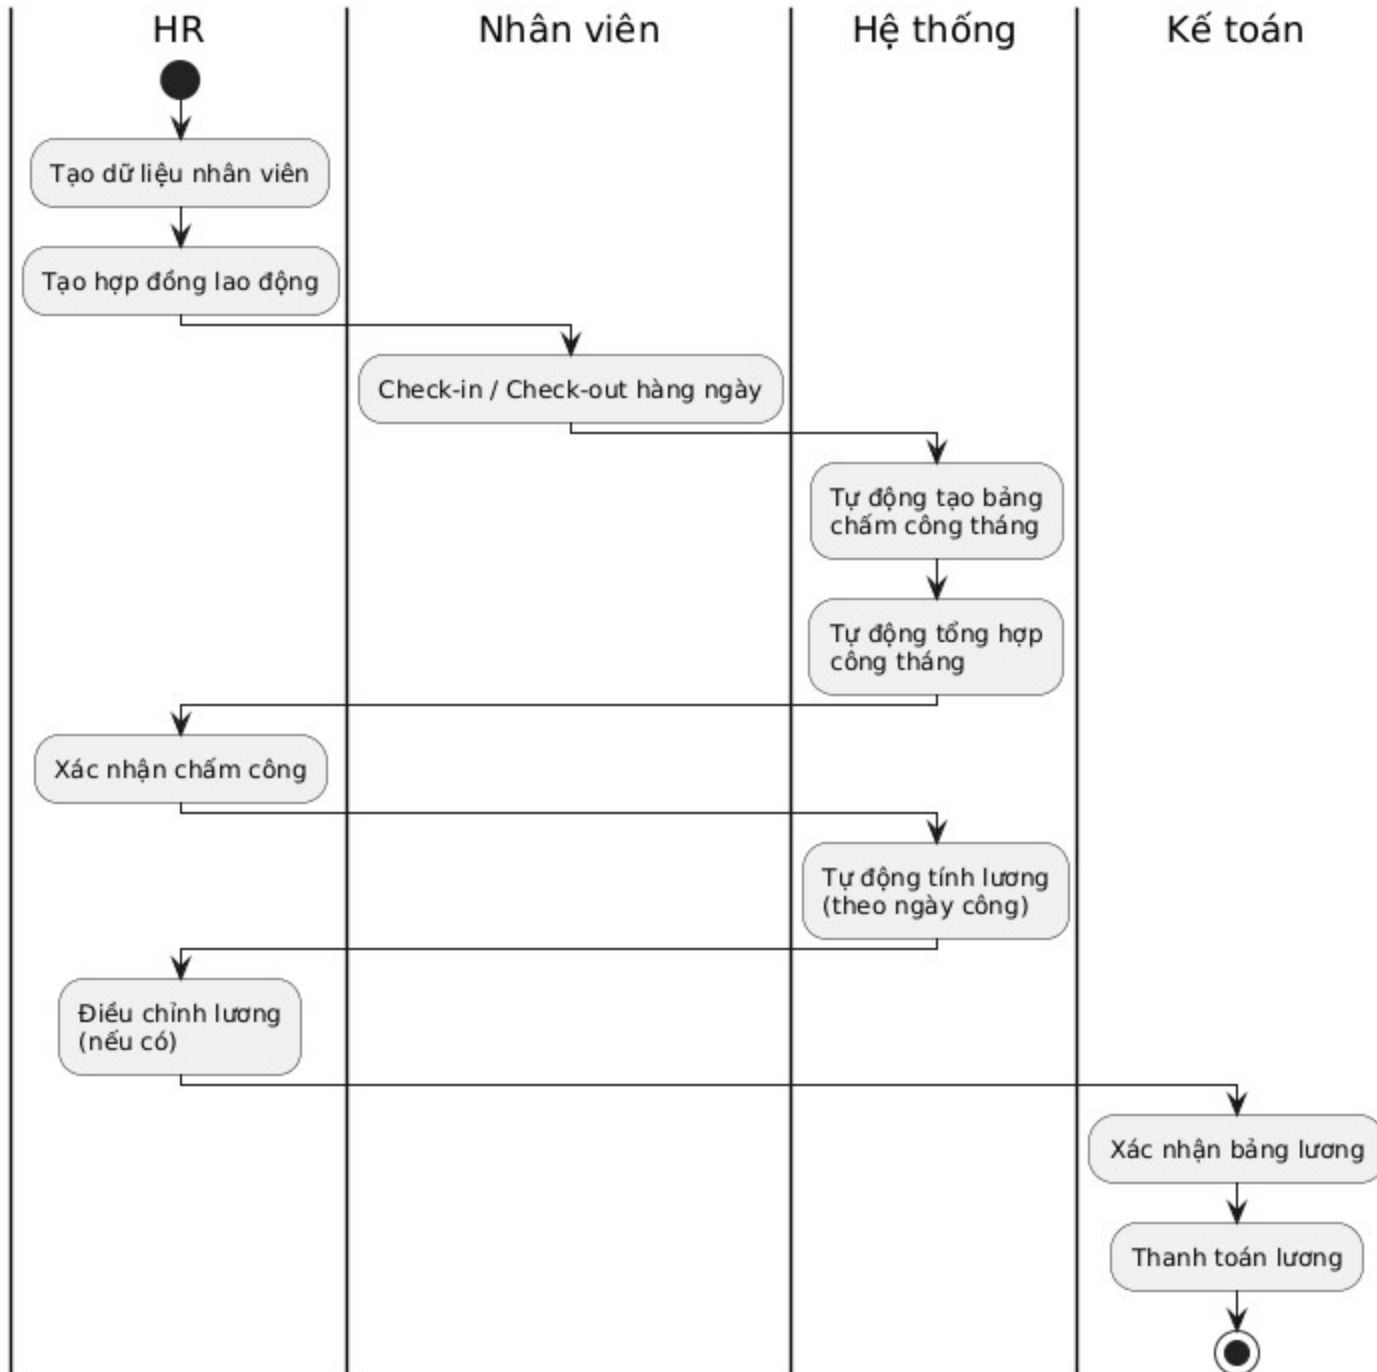 HR
Nhân viên
Hệ thống
Kế toán
Tạo dữ liệu nhân viên
Tạo hợp đồng lao động
Check-in / Check-out hàng ngày
Tự động tạo bảng
chấm công tháng
Tự động tổng hợp
công tháng
Xác nhận chấm công
Tự động tính lương
(theo ngày công)
Điều chỉnh lương
(nếu có)
Xác nhận bảng lương
Thanh toán lương